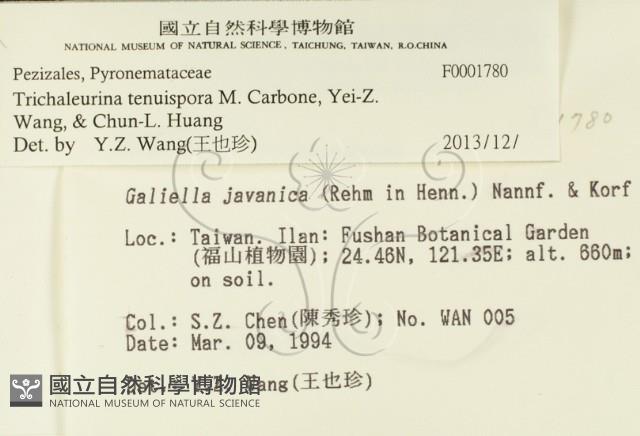 國立自然科學博物館
NATIONAL MUSEUM OF NATURAL SCIENCE, TAICHUNG, TAIWAN, R.O.CHINA
Pezizales, Pyronemataceae F0001780
Trichaleurina tenuispora M. Carbone, Yei-Z.
Wang, & Chun-L. Huang
Det. by Y.Z. Wang(王也珍) 2013/12/
1780
Galiella javanica (Rehm in Henn.) Nannf. & Korf
Loc.: Taiwan. Ilan: Fushan Botanical Garden
(福山植物園); 24.46N, 121.35E; alt. 660m;
on soil.
Col.: S.Z. Chen(陳秀珍); No. WAN 005
Date: Mar. 09, 1994
Wang(王也珍)
國立自然科學博物館
NATIONAL MUSEUM OF NATURAL SCIENCE